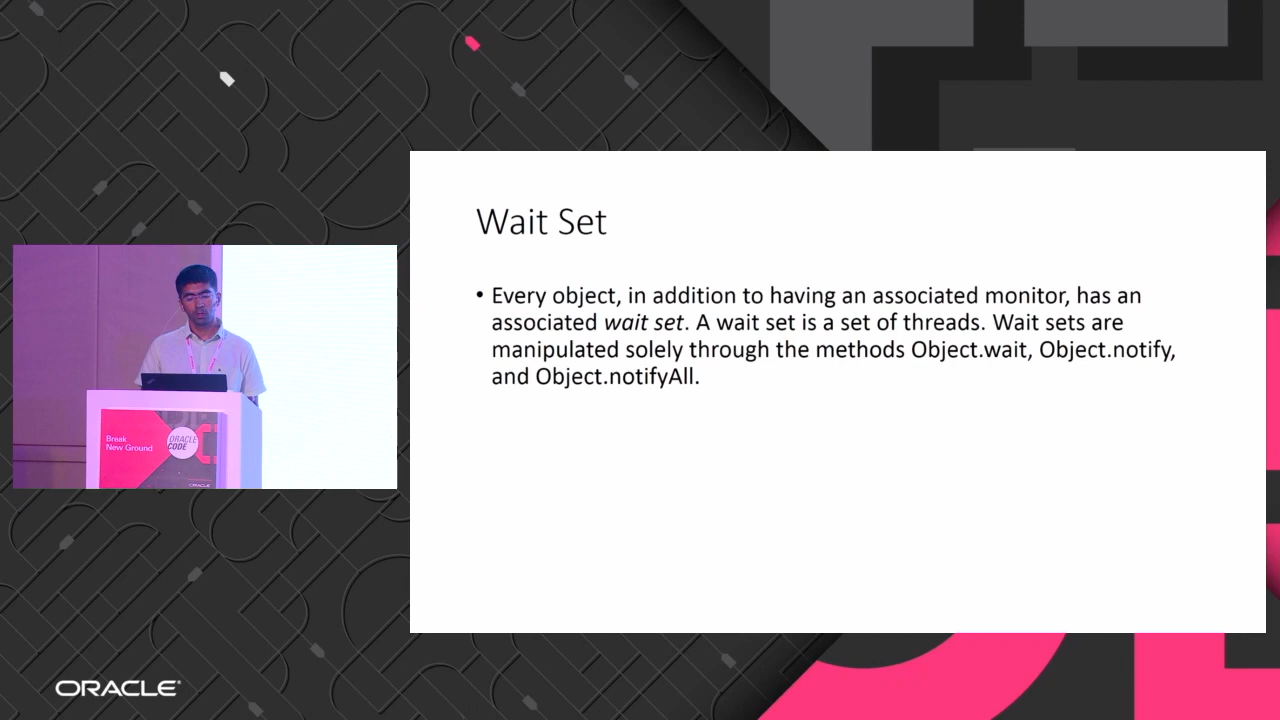 Wait Set
• Every object, in addition to having an associated monitor, has an
associated wait set. A wait set is a set of threads. Wait sets are
manipulated solely through the methods Object.wait, Object.notify,
and Object.notifyAll.
Break
New Ground
ORACLE
CODE
ORACLE
ORACLE®